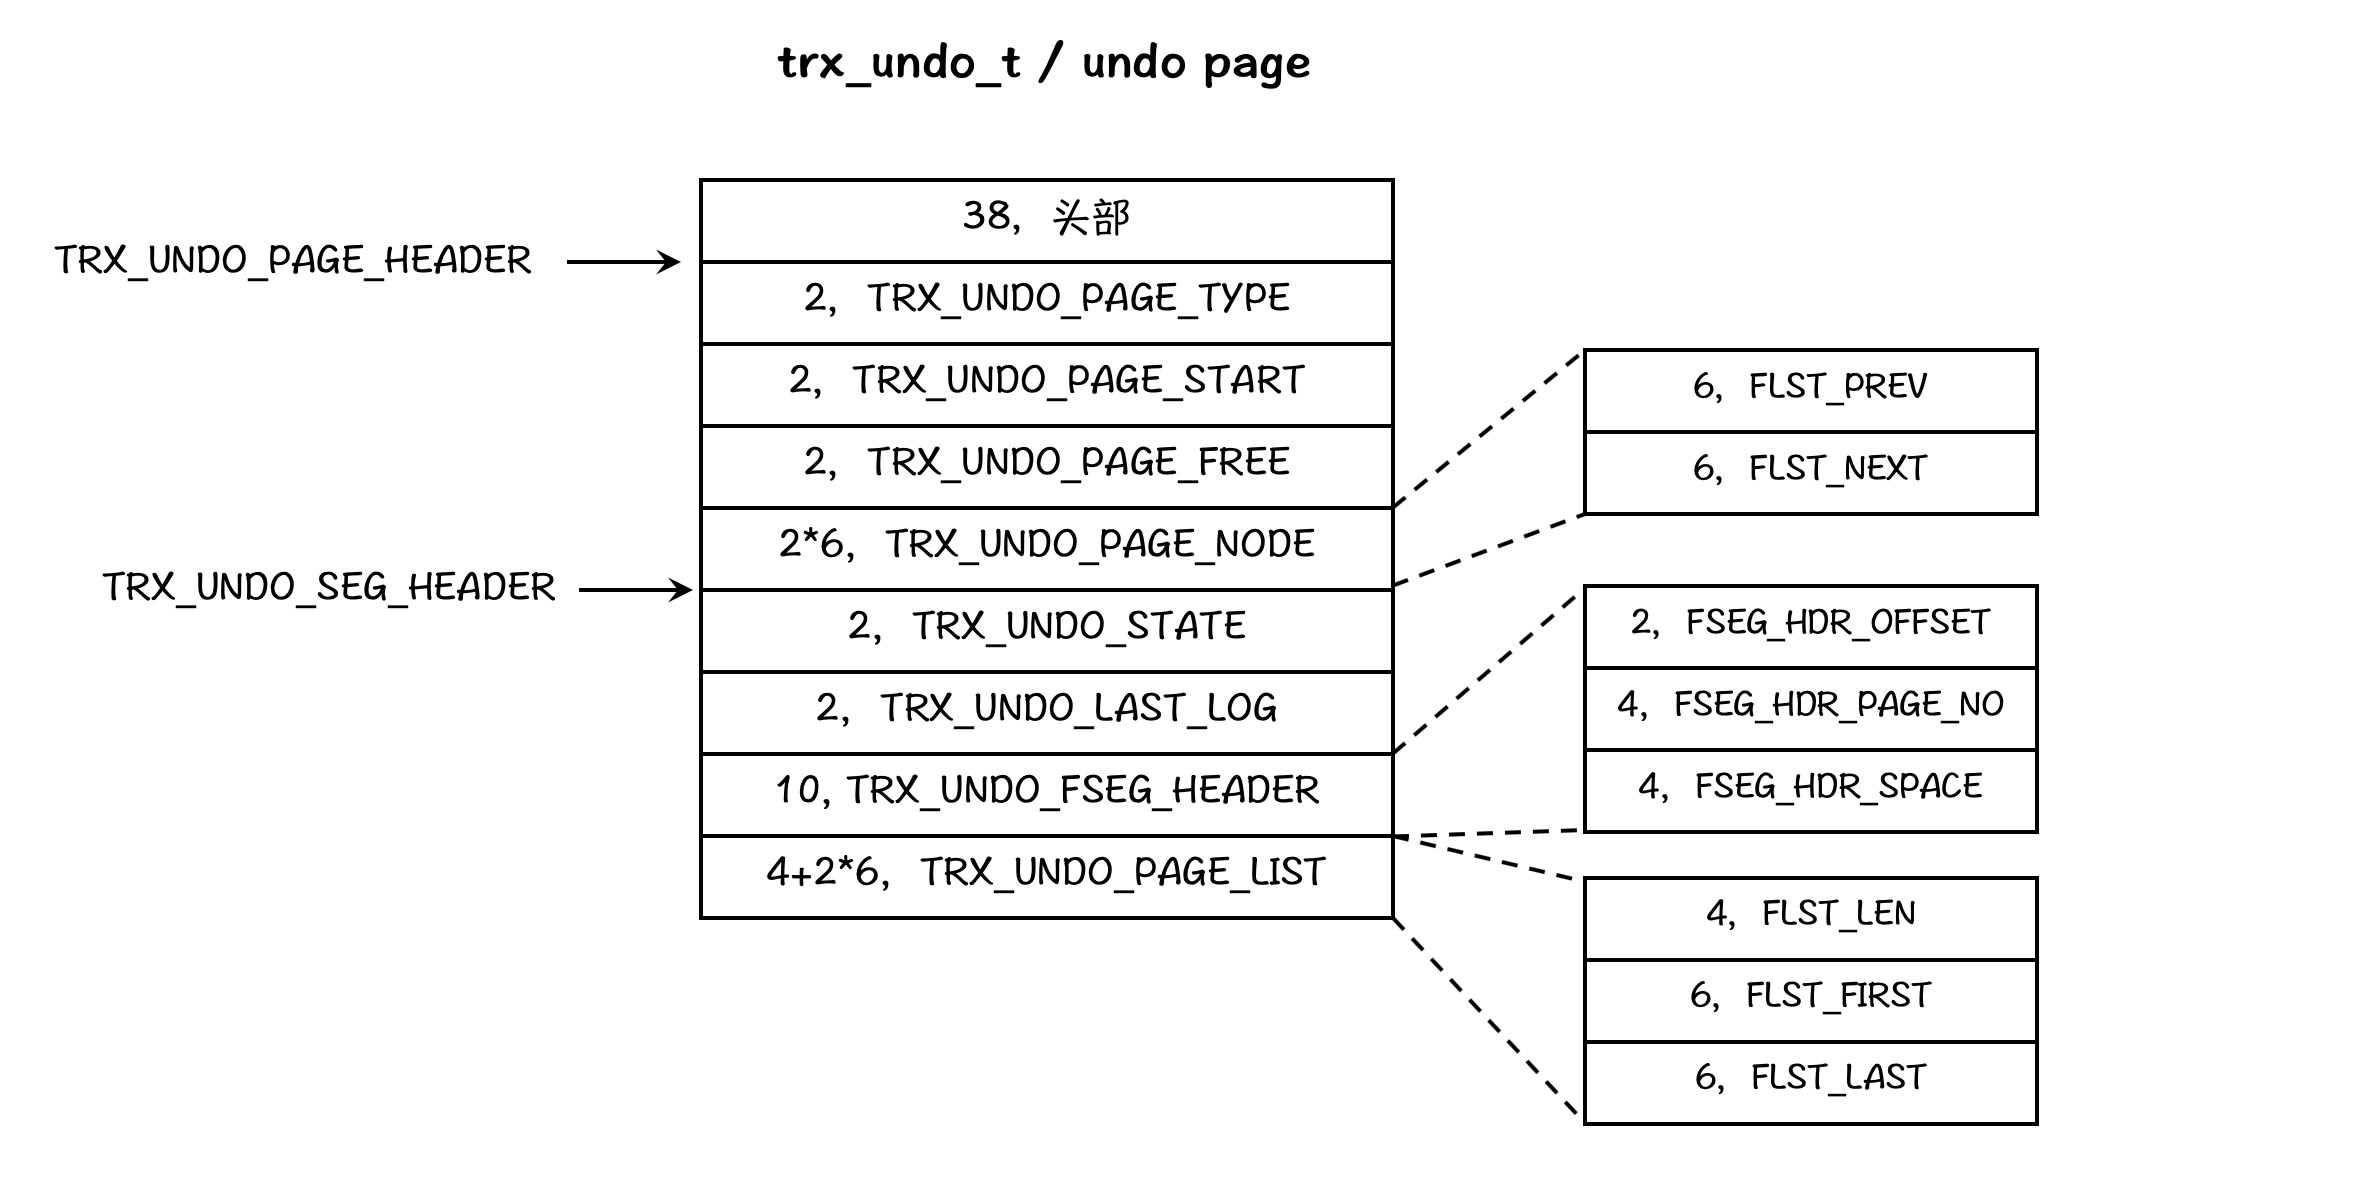 trx_undo_t / undo page
38, 头部
TRX_UNDO_PAGE_HEADER
2, TRX_UNDO_PAGE_TYPE
2, TRX_UNDO_PAGE_START
2, TRX_UNDO_PAGE_FREE
2*6, TRX_UNDO_PAGE_NODE
TRX_UNDO_SEG_HEADER
2, TRX_UNDO_STATE
2, TRX_UNDO_LAST_LOG
10, TRX_UNDO_FSEG_HEADER
4+2*6, TRX_UNDO_PAGE_LIST
6, FLST_PREV
6, FLST_NEXT
2, FSEG_HDR_OFFSET
4, FSEG_HDR_PAGE_NO
4, FSEG_HDR_SPACE
4, FLST_LEN
6, FLST_FIRST
6, FLST_LAST